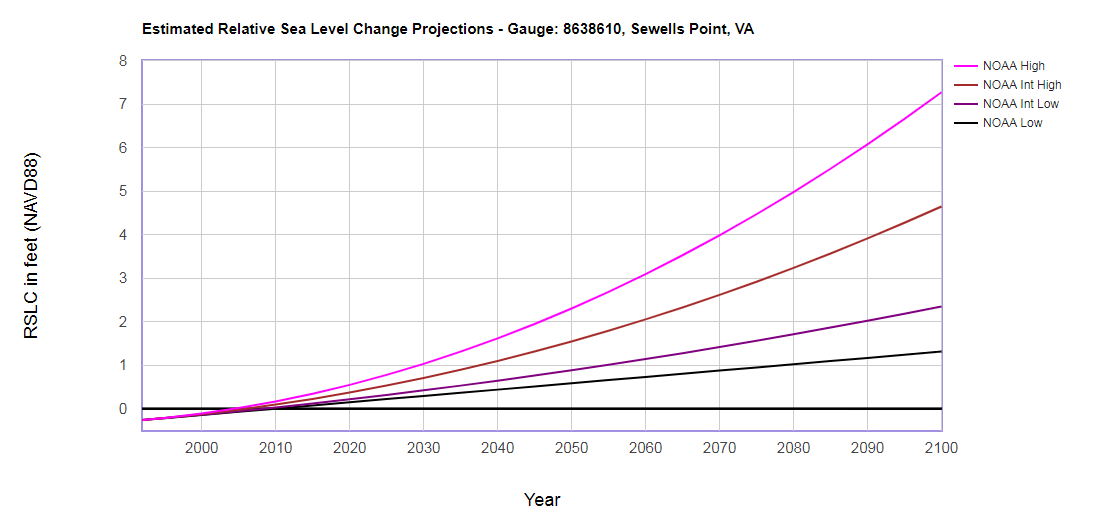 Estimated Relative Sea Level Change Projections - Gauge: 8638610, Sewells Point, VA
RSLC in feet (NAVD88)
8
7
6
5
4
3
2
1
0
2000 2010 2020 2030 2040 2050 2060 2070 2080 2090 2100
Year
NOAA High
NOAA Int High
NOAA Int Low
NOAA Low